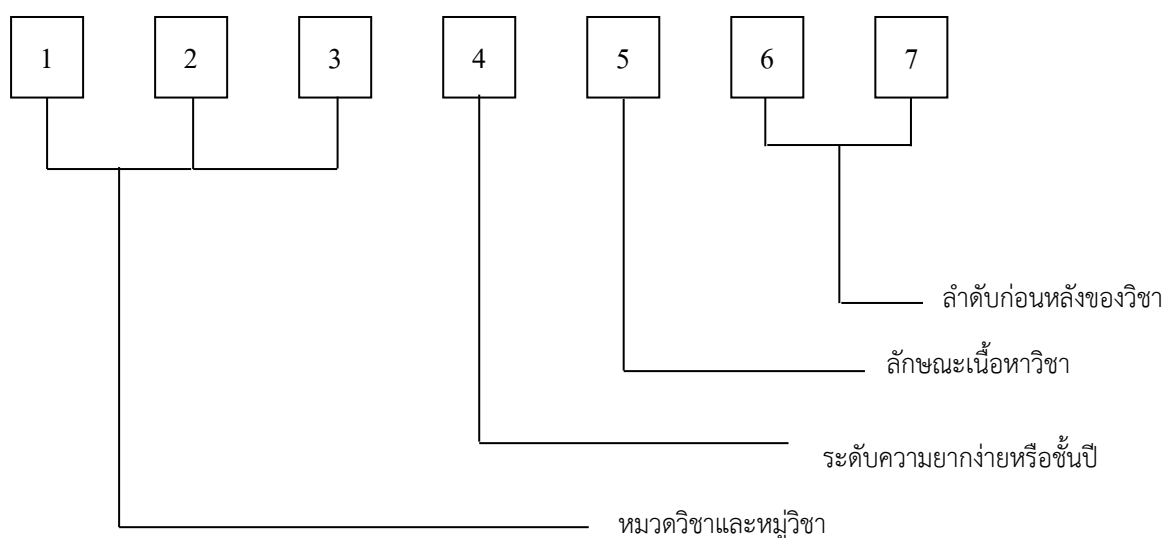 1 2 3 4 5 6 7
ลำดับก่อนหลังของวิชา
ลักษณะเนื้อหาวิชา
ระดับความยากง่ายหรือชั้นปี
หมวดวิชาและหมู่วิชา